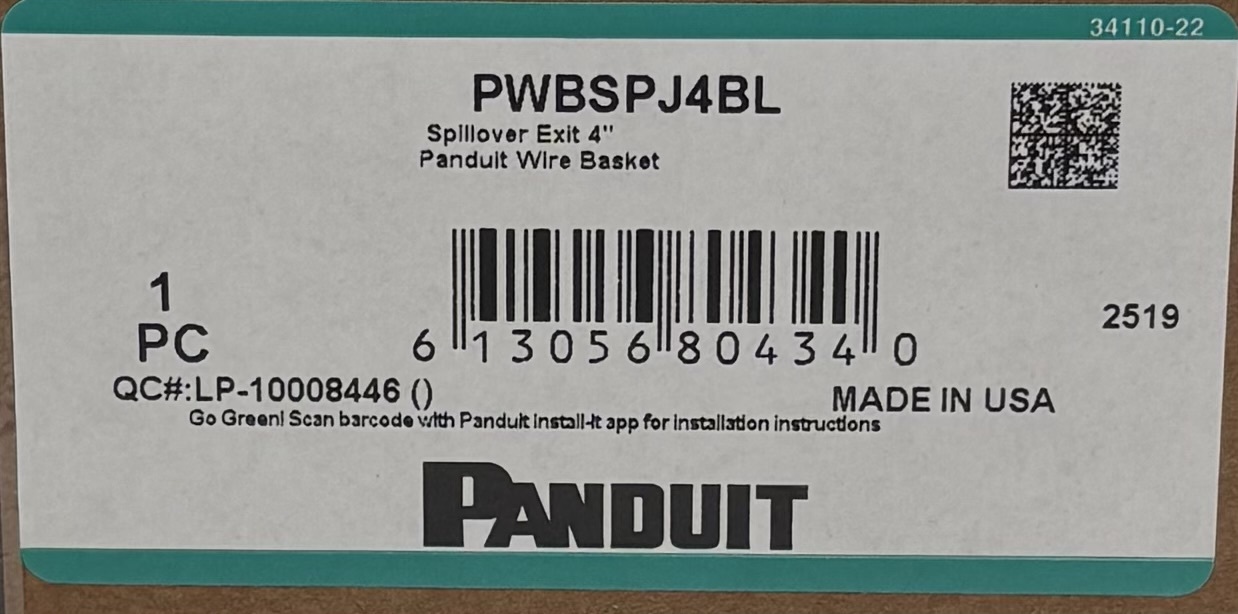 34110-22
PWBSPJ4BL
Spillover Exit 4"
Panduit Wire Basket
1
PC
2519
6 13056 80434 0
QC#:LP-10008446 ()
MADE IN USA
Go Green! Scan barcode with Panduit install-it app for installation instructions
PANDUIT